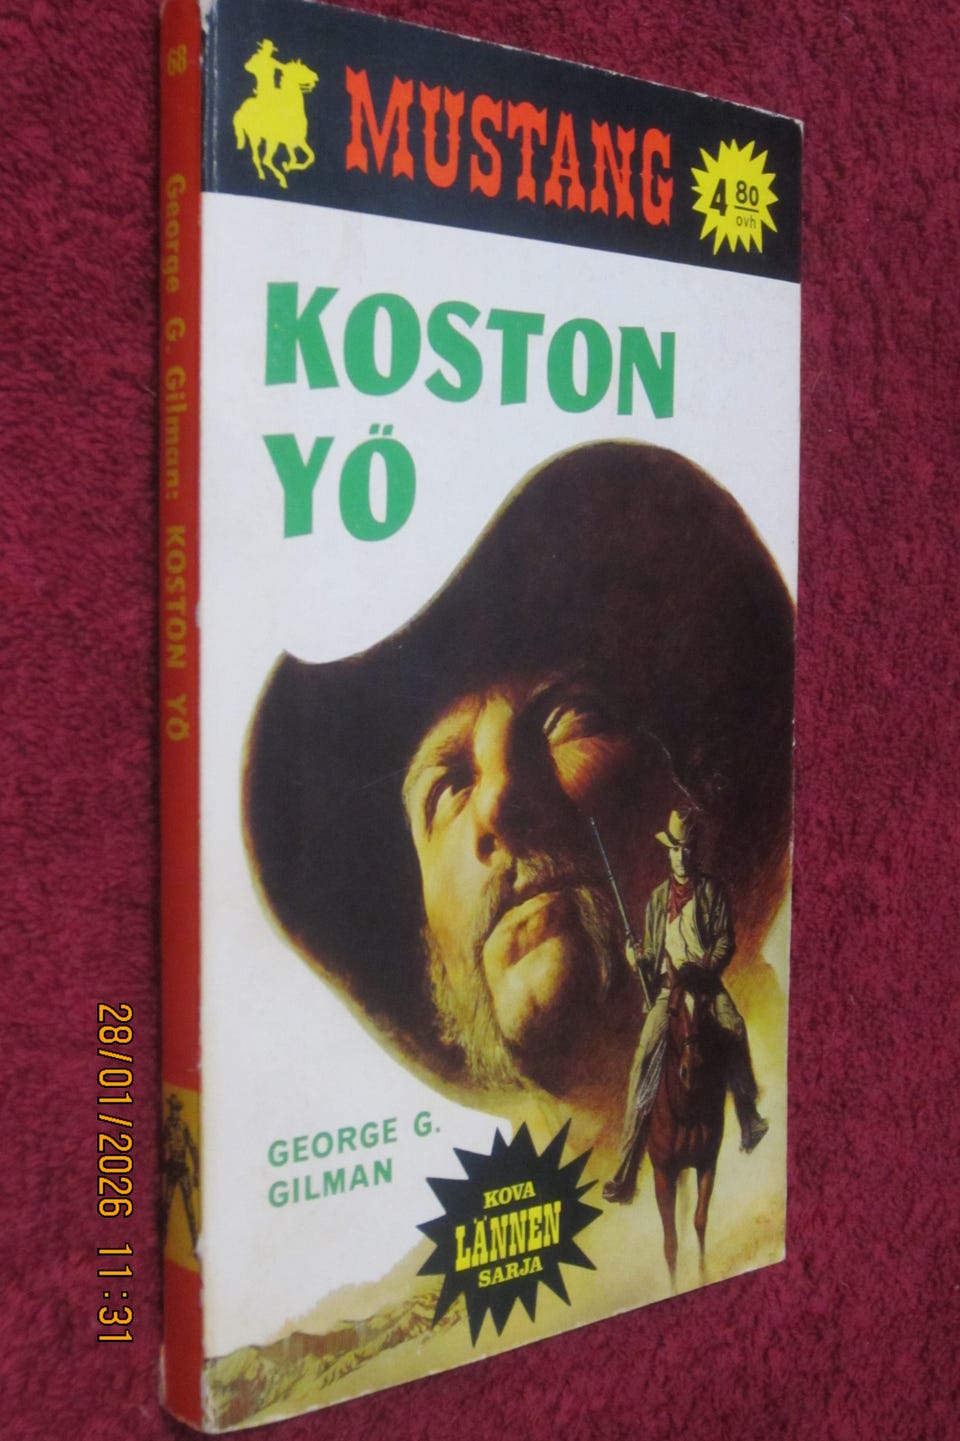 MUSTANG
4 80
ovh
KOSTON
YÖ
GEORGE G.
GILMAN
KOVA
LÄNNEN
SARJA
68
George G. Gilman: KOSTON YÖ
28/01/2026 11:31